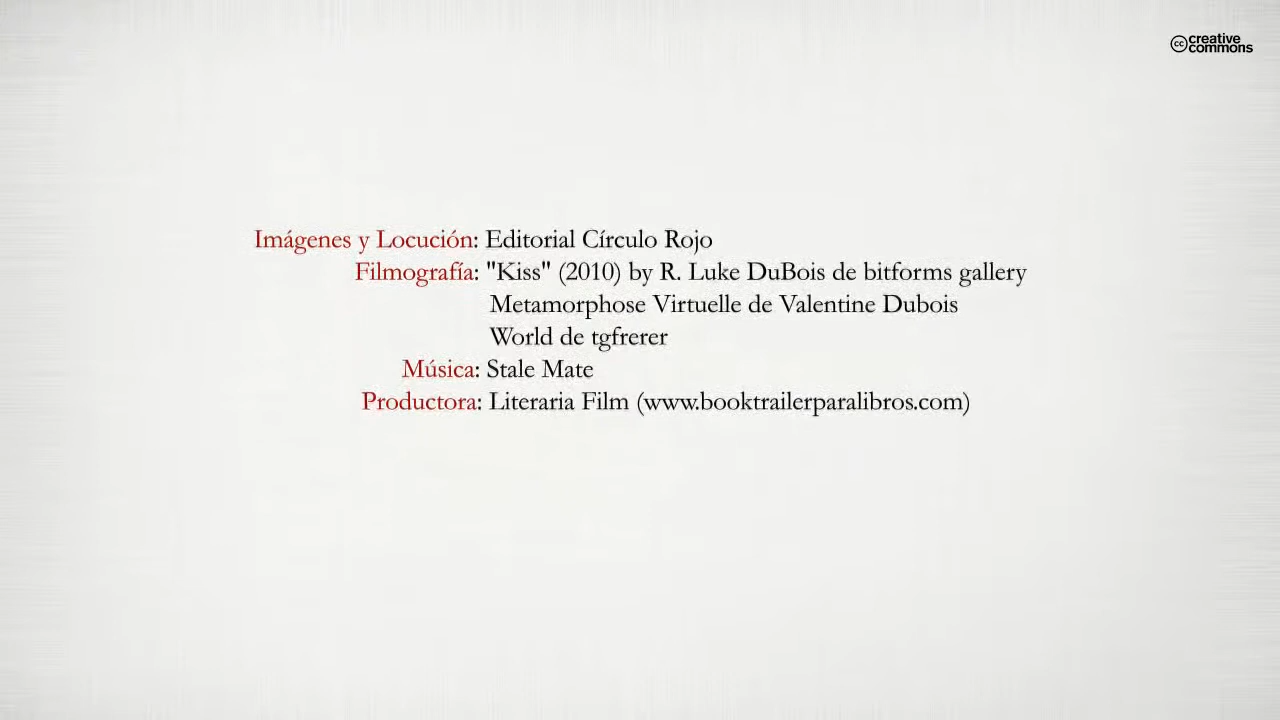 creative
commons
Imágenes y Locución: Editorial Círculo Rojo
Filmografía: "Kiss" (2010) by R. Luke DuBois de bitforms gallery
Metamorphose Virtuelle de Valentine Dubois
World de tgfrerer
Música: Stale Mate
Productora: Literaria Film (www.booktrailerparalibros.com)